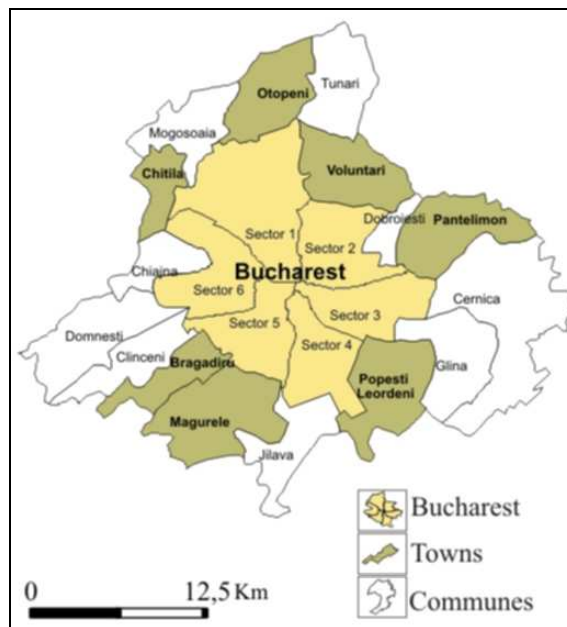 Otopeni
Tunari
Mogosoaia
Chitila
Voluntari
Dobroiesti
Pantelimon
Sector 1
Sector 2
Bucharest
Chiajna
Sector 6
Sector 3
Cernica
Sector 5
Sector 4
Domnesti
Clinceni
Bragadiru
Popesti
Leordeni
Glina
Magurele
Jilava
Bucharest
Towns
Communes
0 12,5 Km